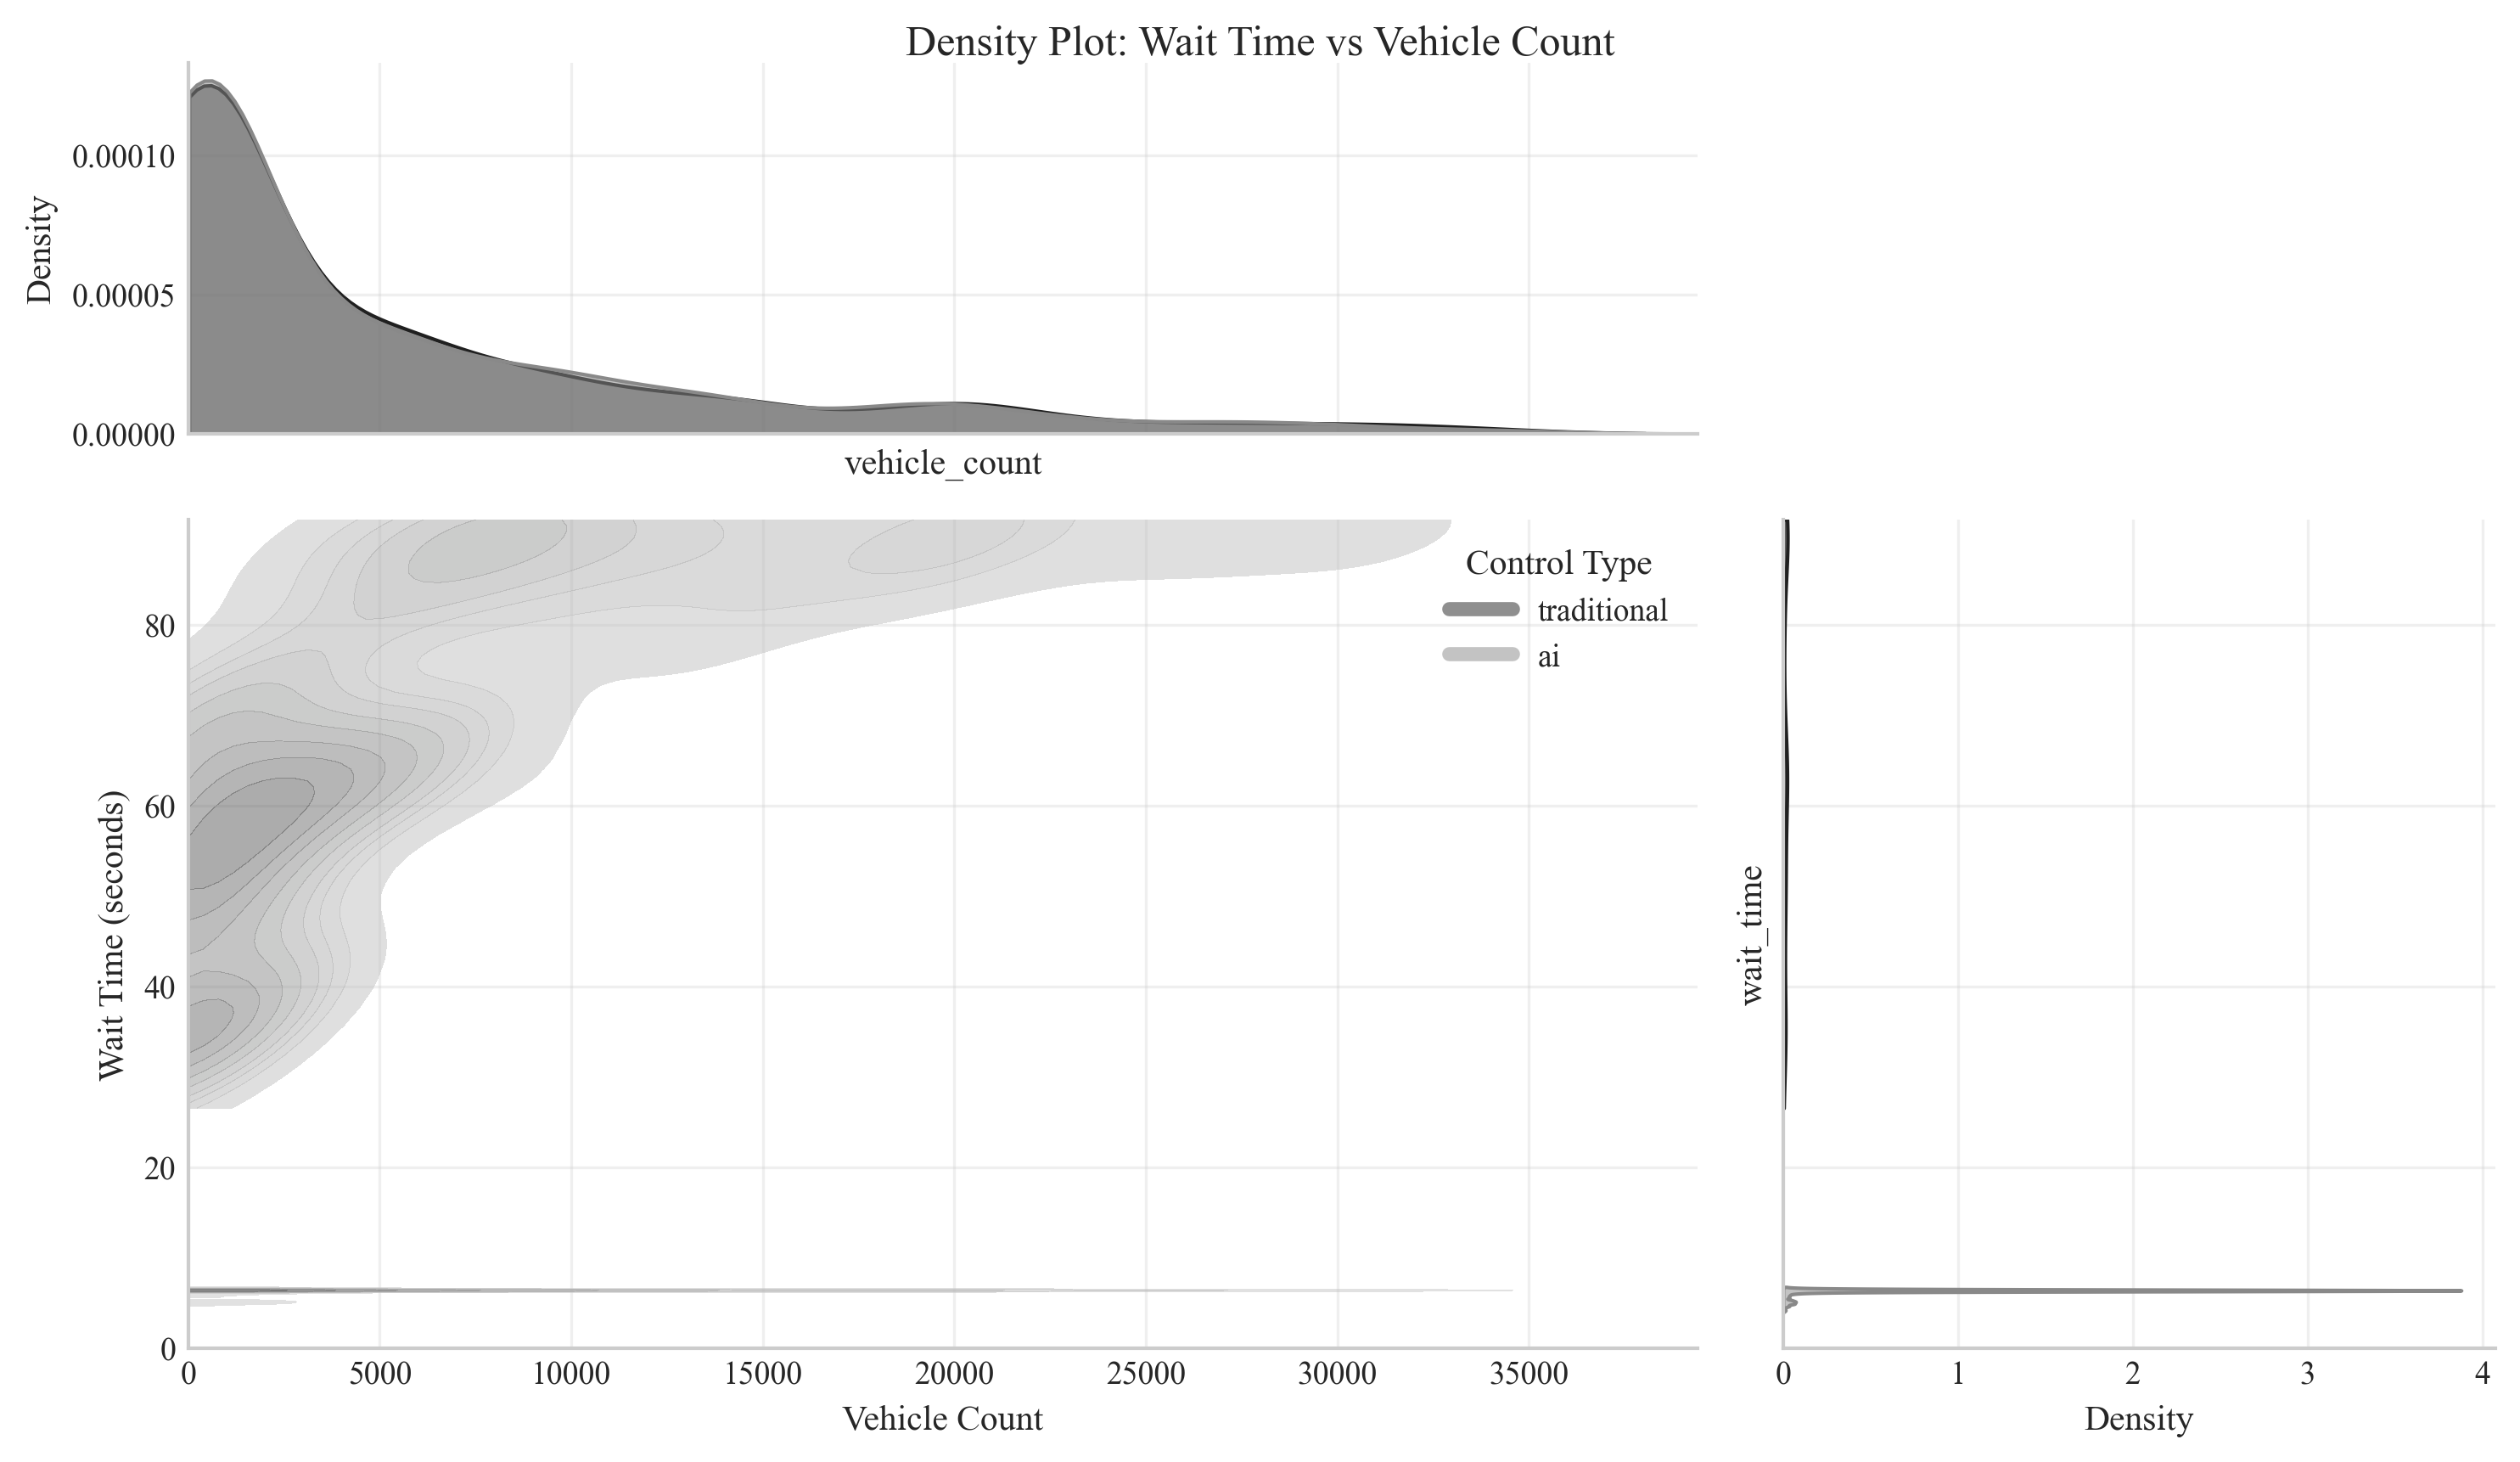 Density Plot: Wait Time vs Vehicle Count
0.00010
0.00005
0.00000
Density
vehicle_count
Control Type
traditional
ai
80
60
40
20
0
Wait Time (seconds)
0 5000 10000 15000 20000 25000 30000 35000
Vehicle Count
wait_time
0 1 2 3 4
Density